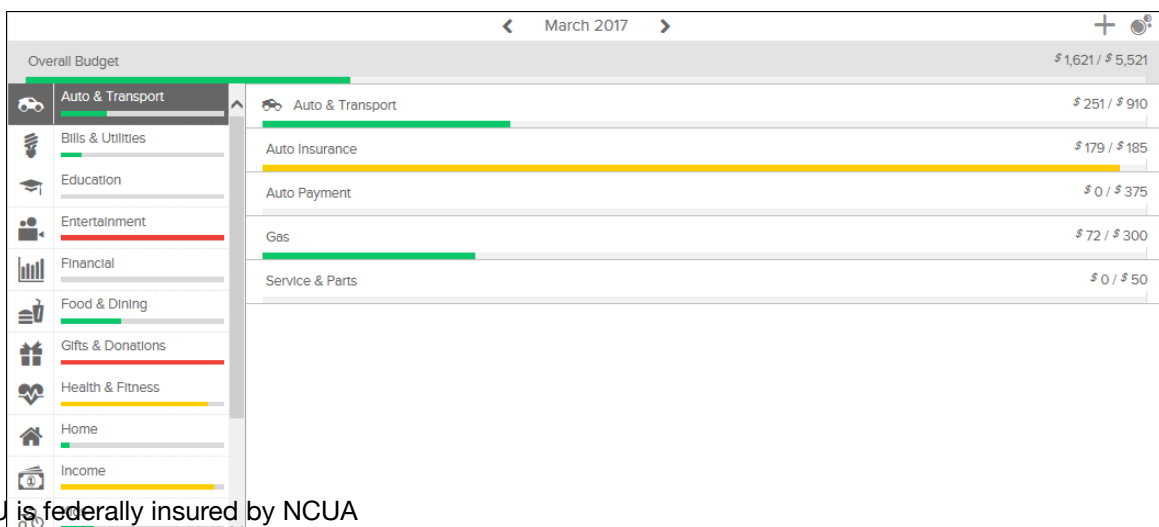 March 2017
Overall Budget
$ 1,621 / $ 5,521
Auto & Transport
Bills & Utilities
Education
Entertainment
Financial
Food & Dining
Gifts & Donations
Health & Fitness
Home
Income
Auto & Transport $ 251 / $ 910
Auto Insurance $ 179 / $ 185
Auto Payment $ 0 / $ 375
Gas $ 72 / $ 300
Service & Parts $ 0 / $ 50
is federally insured by NCUA